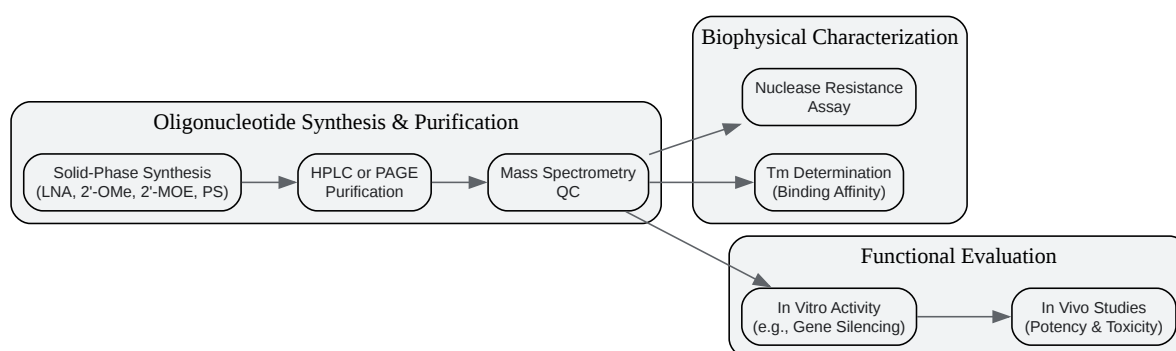 Biophysical Characterization
Nuclease Resistance
Assay
Oligonucleotide Synthesis & Purification
Solid-Phase Synthesis
(LNA, 2'-OMe, 2'-MOE, PS)
HPLC or PAGE
Purification
Mass Spectrometry
QC
Tm Determination
(Binding Affinity)
Functional Evaluation
In Vitro Activity
(e.g., Gene Silencing)
In Vivo Studies
(Potency & Toxicity)